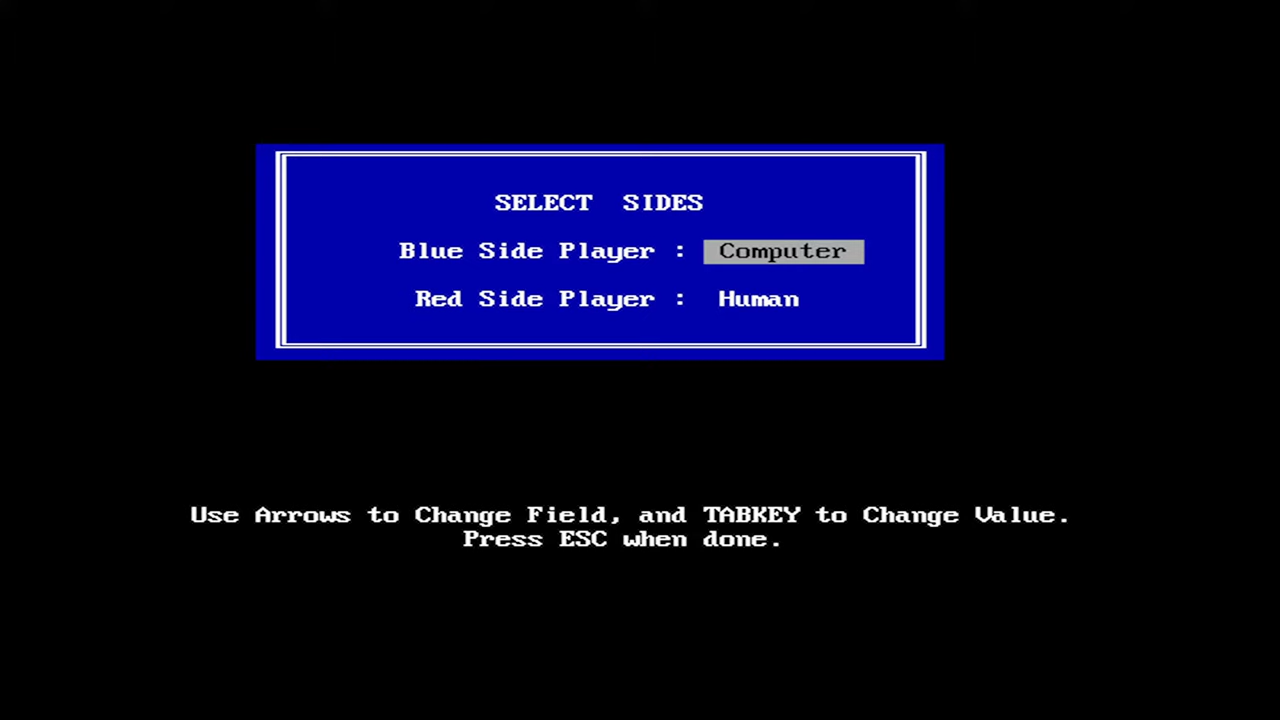 SELECT  SIDES
Blue Side Player :  Computer
Red Side Player :  Human
Use Arrows to Change Field, and TABKEY to Change Value.
Press ESC when done.